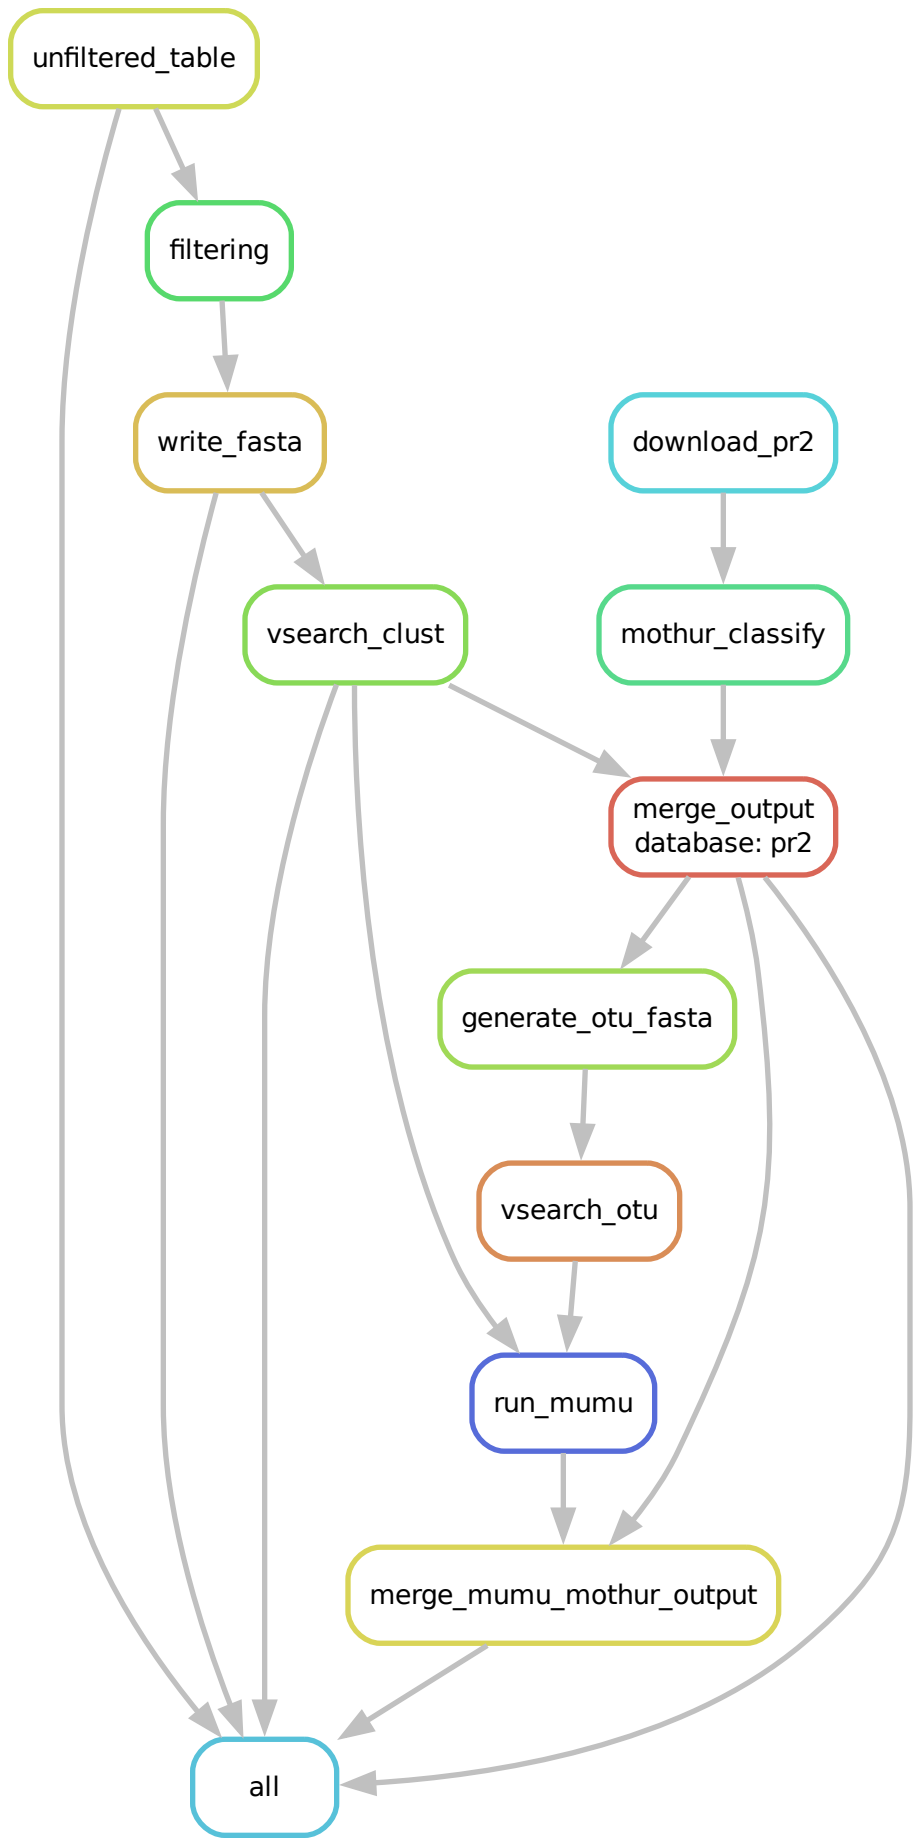 unfiltered_table
filtering
write_fasta
download_pr2
vsearch_clust
mothur_classify
merge_output
database: pr2
generate_otu_fasta
vsearch_otu
run_mumu
merge_mumu_mothur_output
all